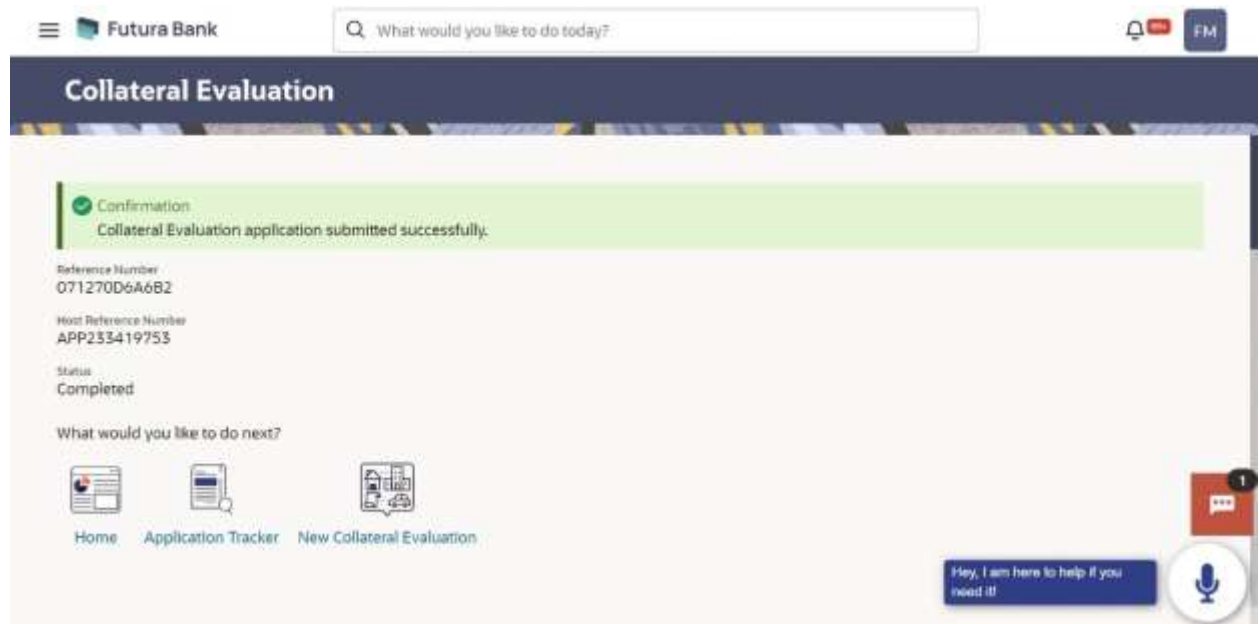 Futura Bank
What would you like to do today?
FM
Collateral Evaluation
Confirmation
Collateral Evaluation application submitted successfully.
Reference Number
071270D6A6B2
Host Reference Number
APP233419753
Status
Completed
What would you like to do next?
Home Application Tracker New Collateral Evaluation
1
Hey, I am here to help if you
need it!